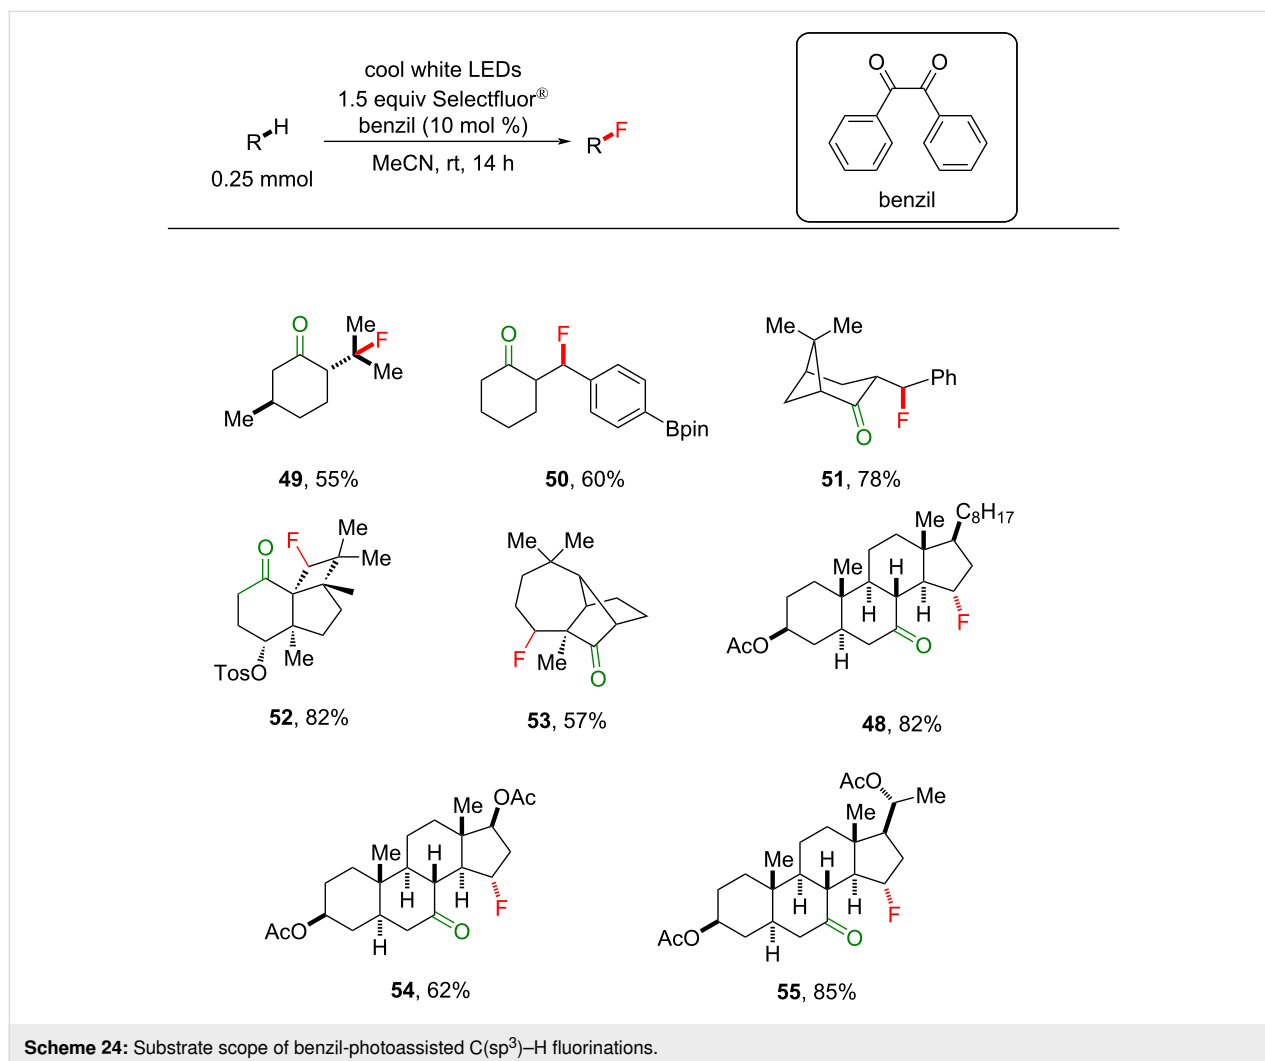 cool white LEDs
1.5 equiv Selectfluor®
benzil (10 mol %)
R H
R F
MeCN, rt, 14 h
0.25 mmol
O O
benzil
O Me F Me Me
49, 55%
O F Bpin
50, 60%
Me Me Ph F O
51, 78%
O F Me Me Me TosO
52, 82%
Me Me F Me O
53, 57%
Me C8H17 Me H H H F AcO H O
48, 82%
Me OAc Me H H H F AcO H O
54, 62%
AcO Me Me Me H H H F AcO H O
55, 85%
Scheme 24: Substrate scope of benzil-photoassisted C(sp³)–H fluorinations.